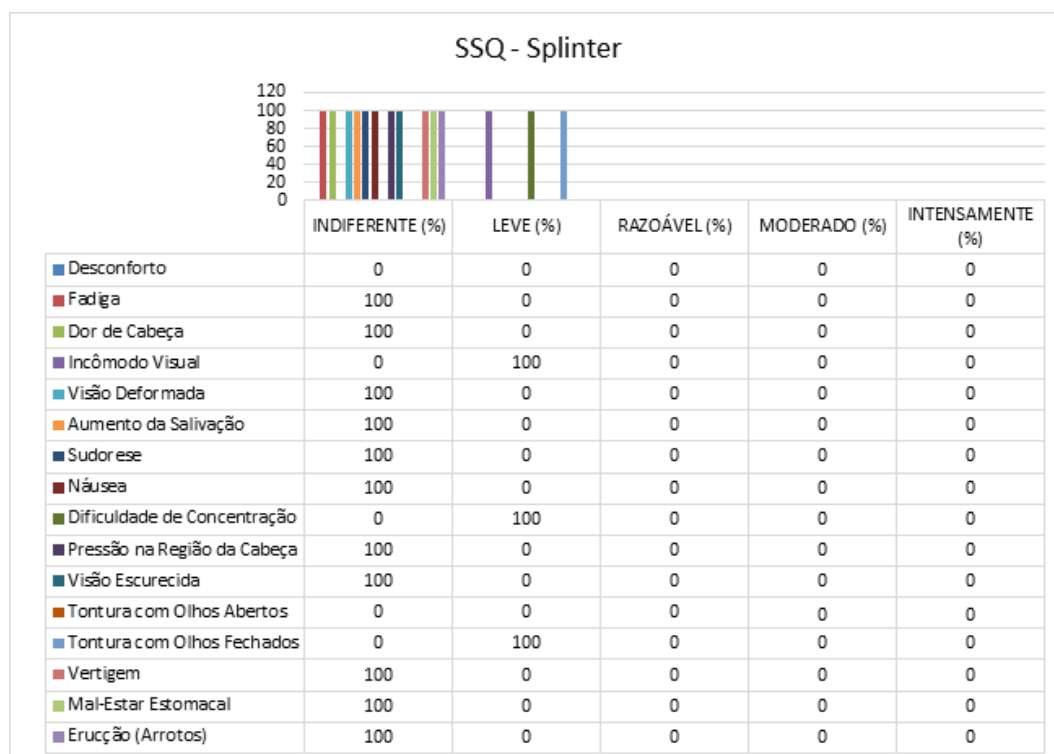 SSQ - Splinter
120
100
80
60
40
20
0
INDIFERENTE (%) LEVE (%) RAZOÁVEL (%) MODERADO (%) INTENSAMENTE (%)
Desconforto 0 0 0 0 0
Fadiga 100 0 0 0 0
Dor de Cabeça 100 0 0 0 0
Incômodo Visual 0 100 0 0 0
Visão Deformada 100 0 0 0 0
Aumento da Salivação 100 0 0 0 0
Sudorese 100 0 0 0 0
Náusea 100 0 0 0 0
Dificuldade de Concentração 0 100 0 0 0
Pressão na Região da Cabeça 100 0 0 0 0
Visão Escurecida 100 0 0 0 0
Tontura com Olhos Abertos 0 0 0 0 0
Tontura com Olhos Fechados 0 100 0 0 0
Vertigem 100 0 0 0 0
Mal-Estar Estomacal 100 0 0 0 0
Erucção (Arrotos) 100 0 0 0 0